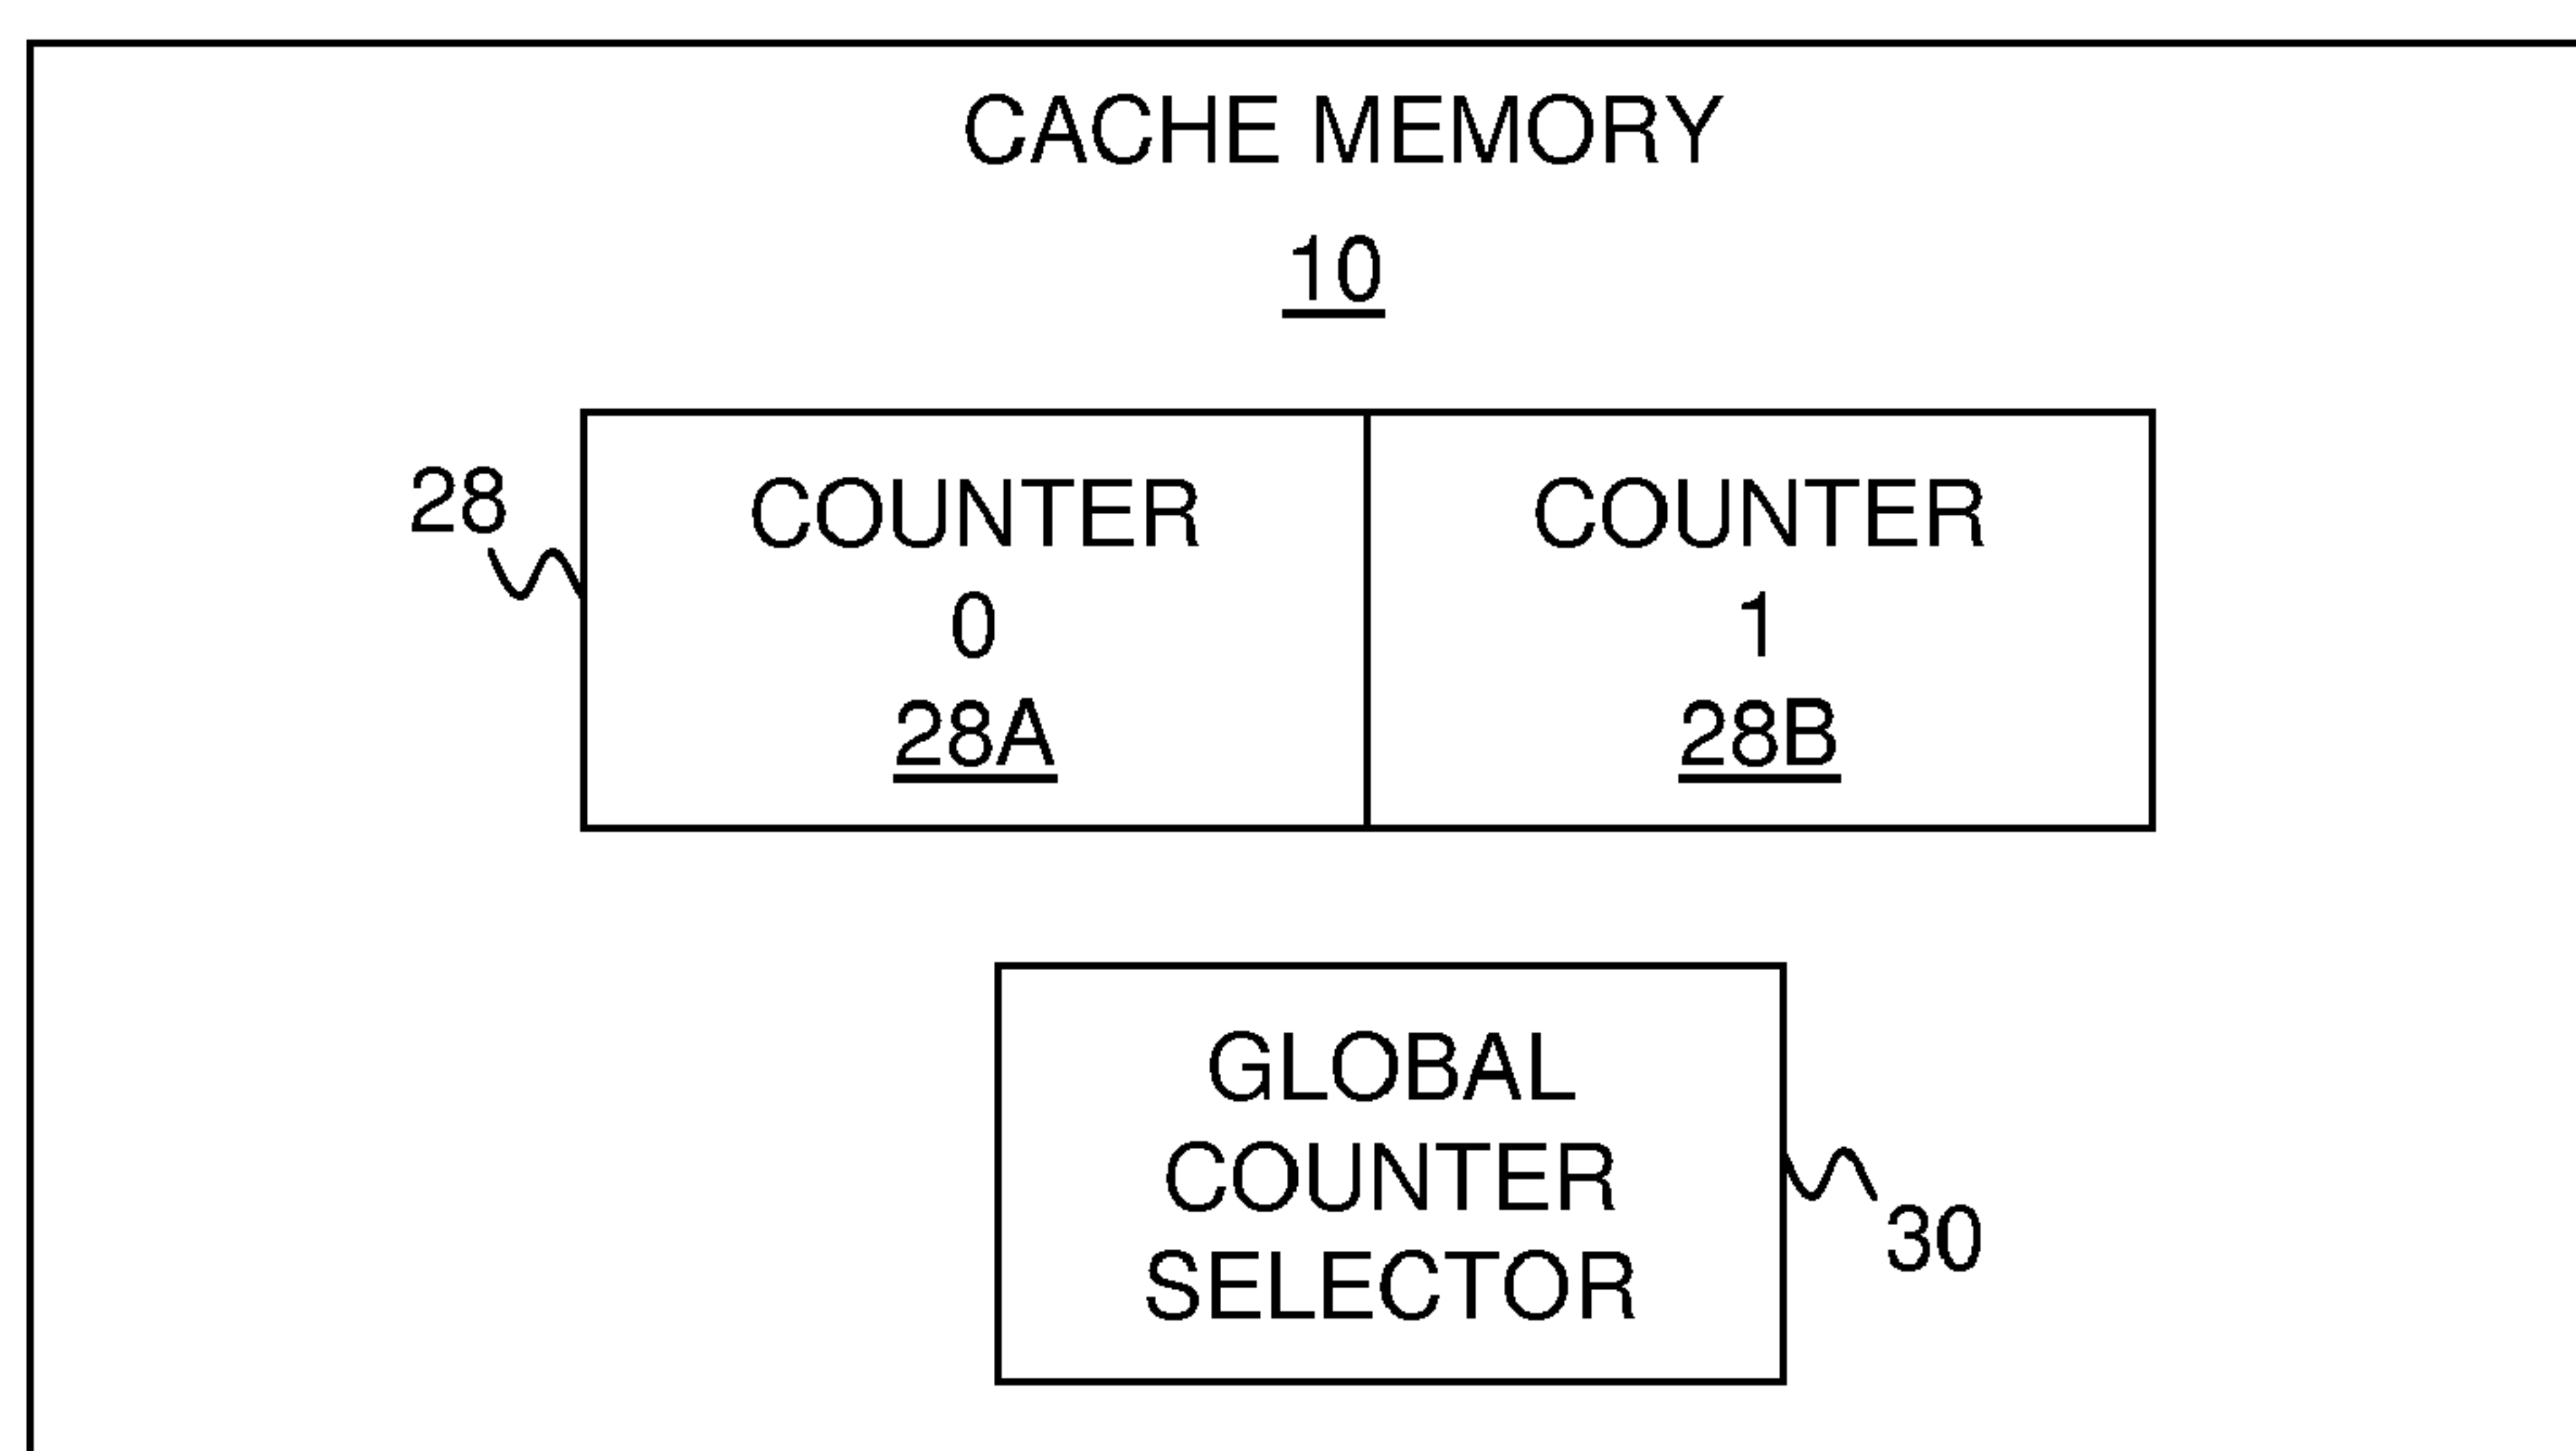 CACHE MEMORY
10
28
COUNTER
0
28A
COUNTER
1
28B
GLOBAL
COUNTER
SELECTOR
30